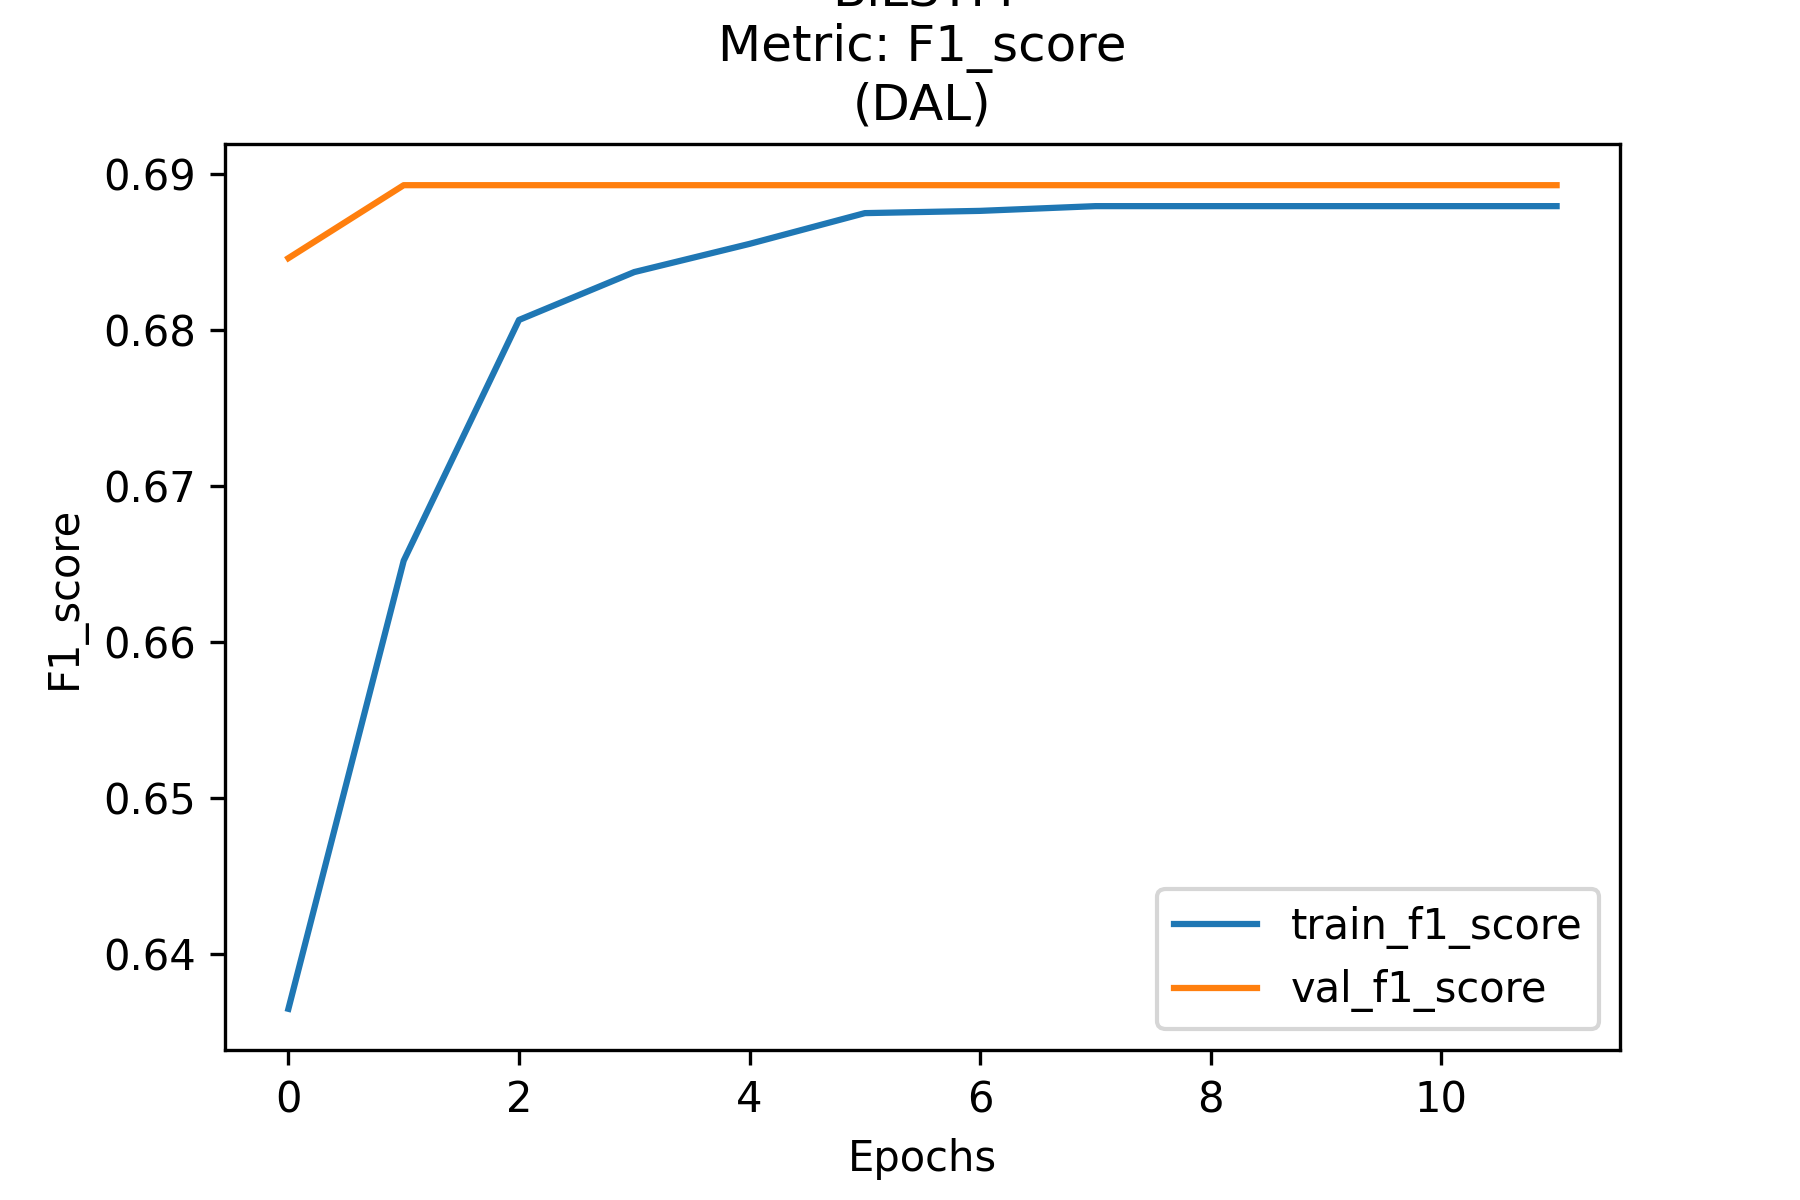 Metric: F1_score
(DAL)
0.69
0.68
0.67
0.66
0.65
0.64
F1_score
train_f1_score
val_f1_score
0 2 4 6 8 10
Epochs